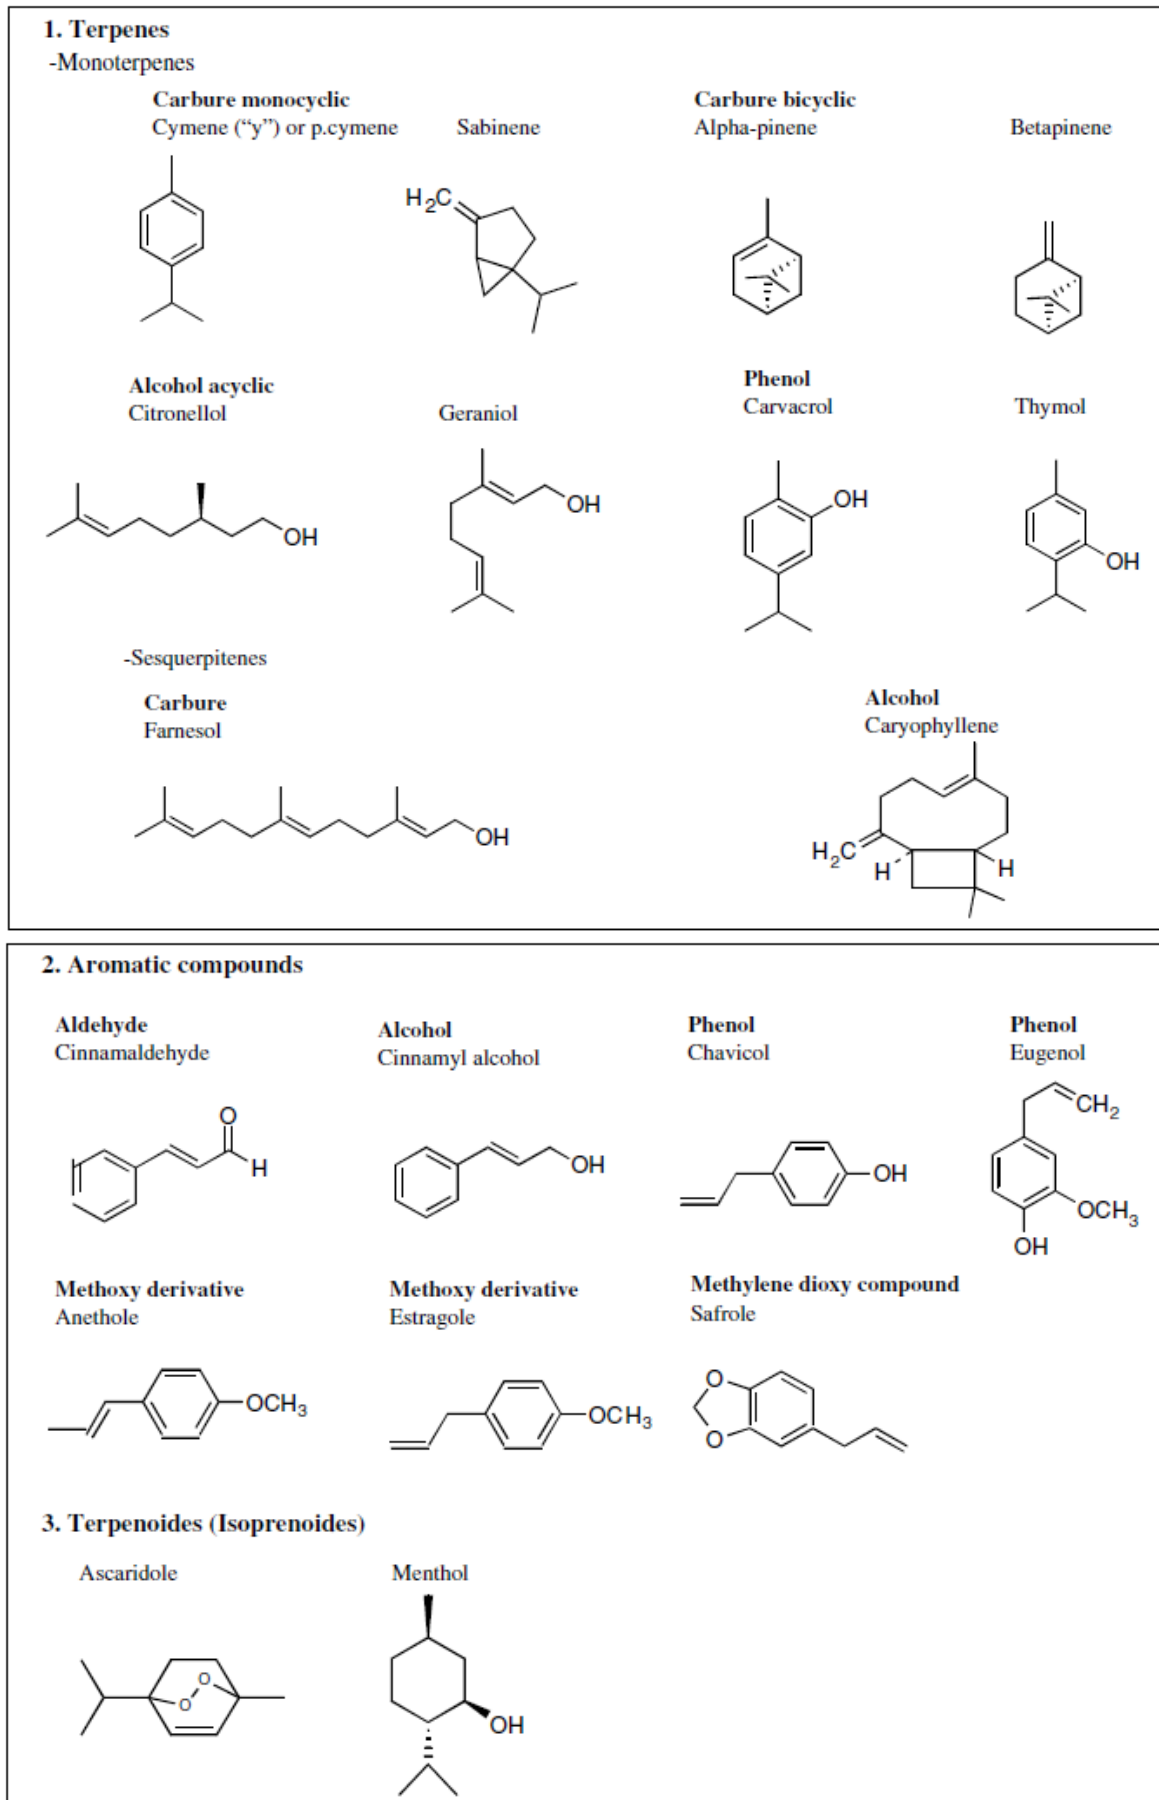 1. Terpenes
-Monoterpenes
Carbure monocyclic
Cymene (“y”) or p.cymene
Sabinene
Carbure bicyclic
Alpha-pinene
Betapinene
H2C
Alcohol acyclic
Citronellol
Geraniol
Phenol
Carvacrol
Thymol
OH
OH
OH
OH
-Sesquerpitenes
Carbure
Farnesol
Alcohol
Caryophyllene
OH
H2C
H
H
2. Aromatic compounds
Aldehyde
Cinnamaldehyde
Alcohol
Cinnamyl alcohol
Phenol
Chavicol
Phenol
Eugenol
O
H
OH
OH
CH2
OCH3
OH
Methoxy derivative
Anethole
Methoxy derivative
Estragole
Methylene dioxy compound
Safrole
OCH3
OCH3
O
O
3. Terpenoides (Isoprenoides)
Ascaridole
Menthol
O
O
OH